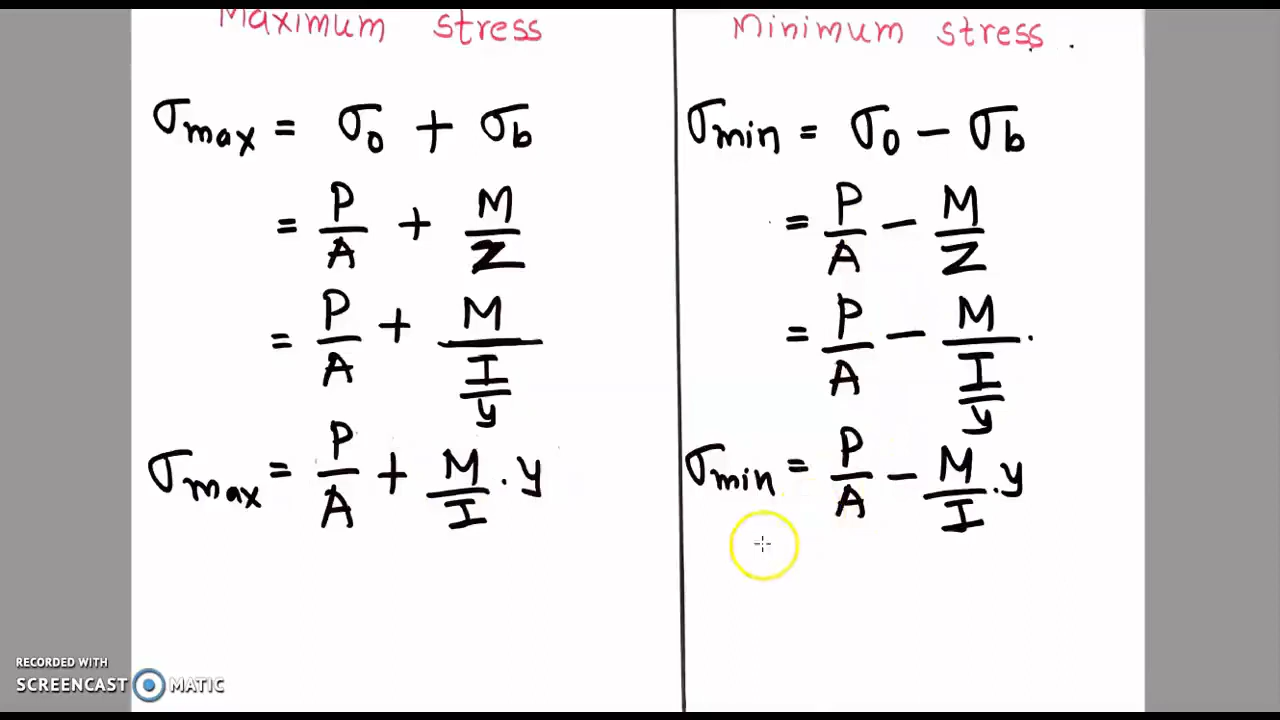 Maximum stress
σmax = σ0 + σb
= P/A + M/Z
= P/A + M/(I/y)
σmax = P/A + M/I . y
Minimum stress .
σmin = σ0 − σb
= P/A − M/Z
= P/A − M/(I/y) .
σmin = P/A − M/I . y
RECORDED WITH
SCREENCAST MATIC